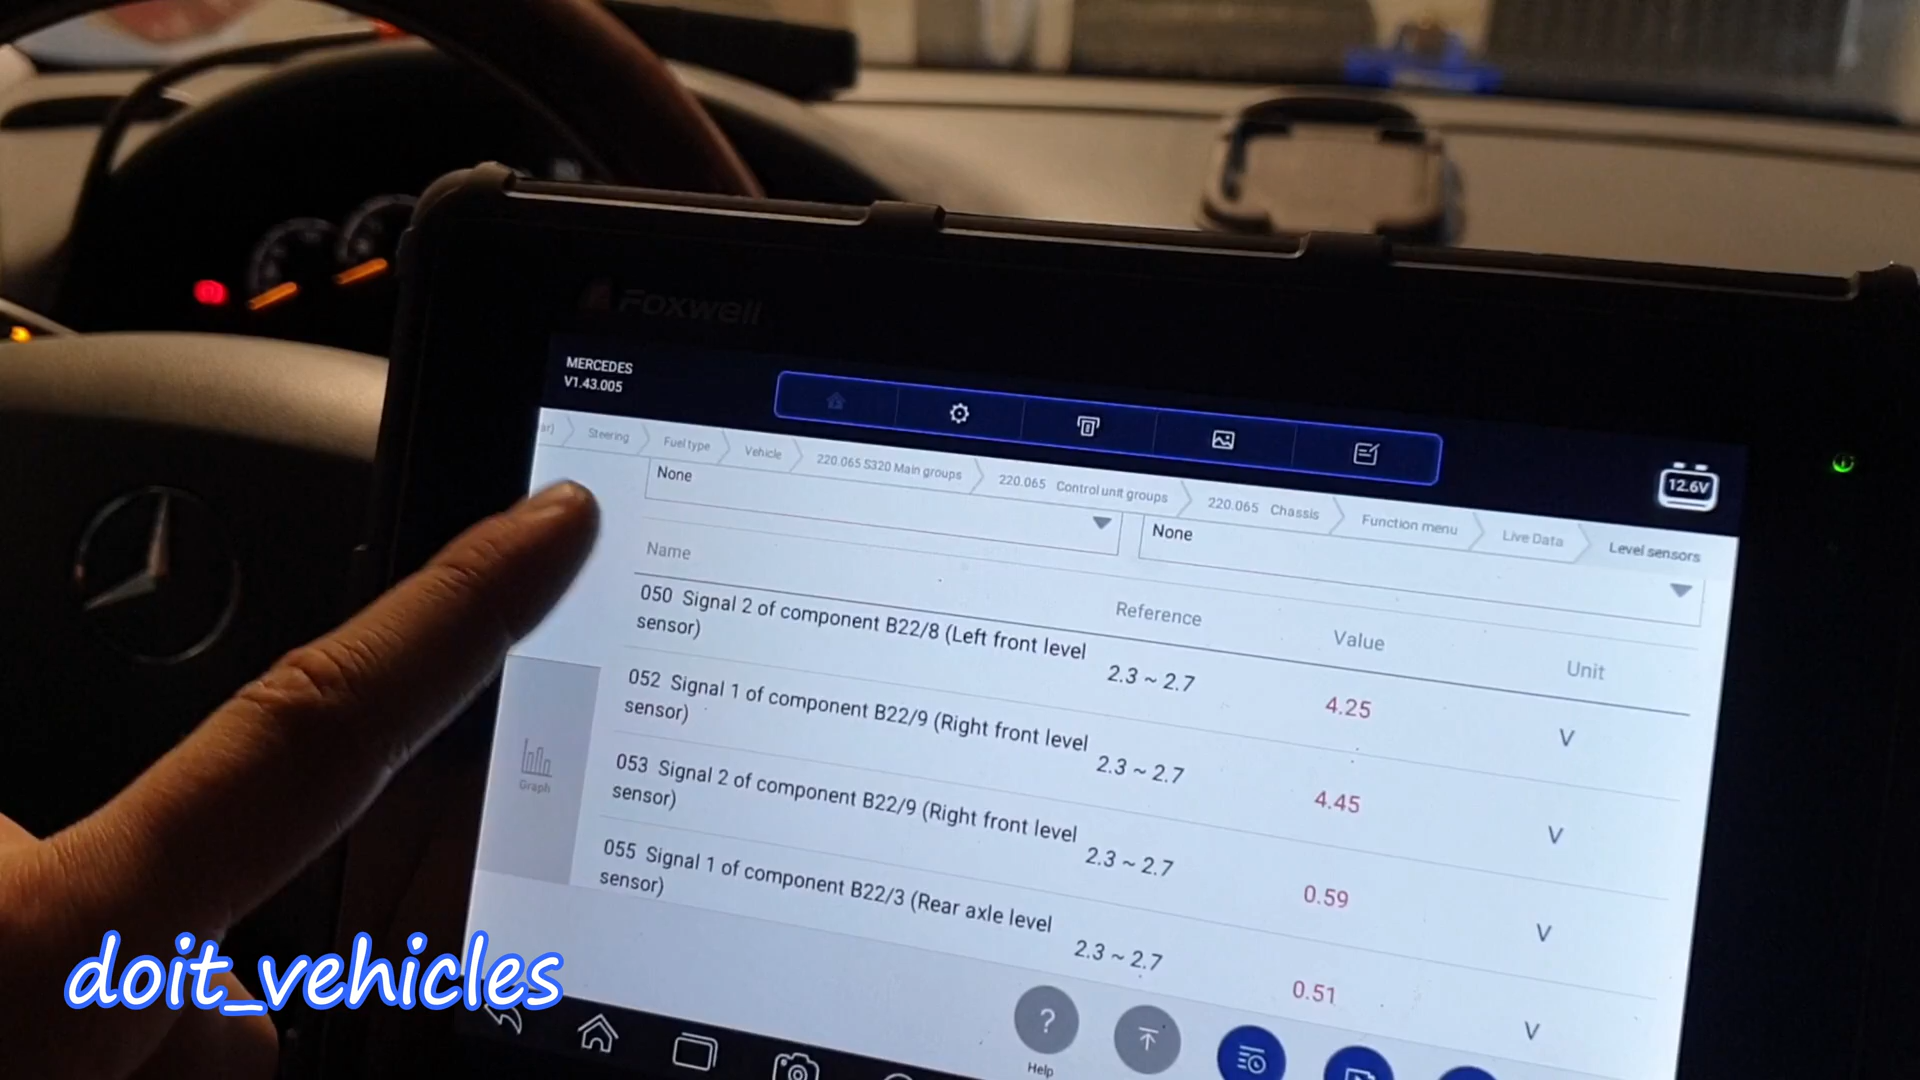 Foxwell
MERCEDES
V1.43.005
12.6V
ar) Steering Fuel type Vehicle 220.065 S320 Main groups 220.065 Control unit groups 220.065 Chassis Function menu Live Data Level sensors
None None
Name Reference Value Unit
050 Signal 2 of component B22/8 (Left front level
sensor) 2.3 ~ 2.7 4.25 V
052 Signal 1 of component B22/9 (Right front level
sensor) 2.3 ~ 2.7 4.45 V
053 Signal 2 of component B22/9 (Right front level
sensor) 2.3 ~ 2.7 0.59 V
055 Signal 1 of component B22/3 (Rear axle level
sensor) 2.3 ~ 2.7 0.51 V
Graph
?
Help
doit_vehicles